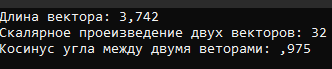 Длина вектора: 3,742
Скалярное проеизведение двух векторов: 32
Косинус угла между двумя веторами: ,975